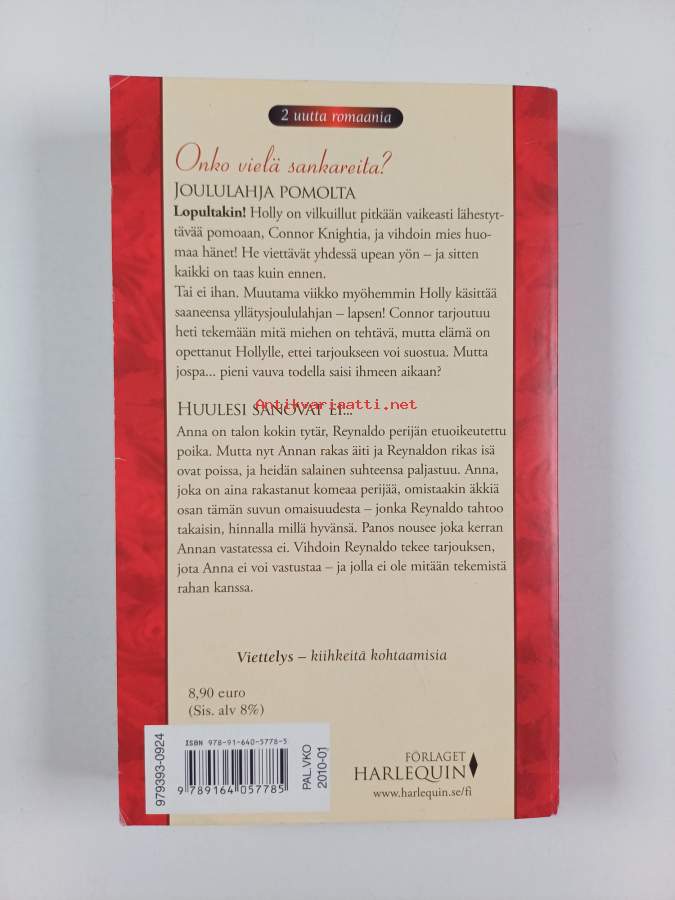 2 uutta romaania
Onko vielä sankareita?
JOULULAHJA POMOLTA
Lopultakin! Holly on vilkuillut pitkään vaikeasti lähestyt-
tävää pomoaan, Connor Knightia, ja vihdoin mies huo-
maa hänet! He viettävät yhdessä upean yön – ja sitten
kaikki on taas kuin ennen.
Tai ei ihan. Muutama viikko myöhemmin Holly käsittää
saaneensa yllätysjoululahjan – lapsen! Connor tarjoutuu
heti tekemään mitä miehen on tehtävä, mutta elämä on
opettanut Hollylle, ettei tarjoukseen voi suostua. Mutta
jospa... pieni vauva todella saisi ihmeen aikaan?
Antikvariaatti.net
HUULESI SANOVAT EI...
Anna on talon kokin tytär, Reynaldo perijän etuoikeutettu
poika. Mutta nyt Annan rakas äiti ja Reynaldon rikas isä
ovat poissa, ja heidän salainen suhteensa paljastuu. Anna,
joka on aina rakastanut komeaa perijää, omistaakin äkkiä
osan tämän suvun omaisuudesta – jonka Reynaldo tahtoo
takaisin, hinnalla millä hyvänsä. Panos nousee joka kerran
Annan vastatessa ei. Vihdoin Reynaldo tekee tarjouksen,
jota Anna ei voi vastustaa – ja jolla ei ole mitään tekemistä
rahan kanssa.
Viettelys – kiihkeitä kohtaamisia
8,90 euro
(Sis. alv 8%)
979393-0924
ISBN 978-91-640-5778-5
9 789164 057785
PAL.VKO
2010-01
FÖRLAGET
HARLEQUIN
www.harlequin.se/fi